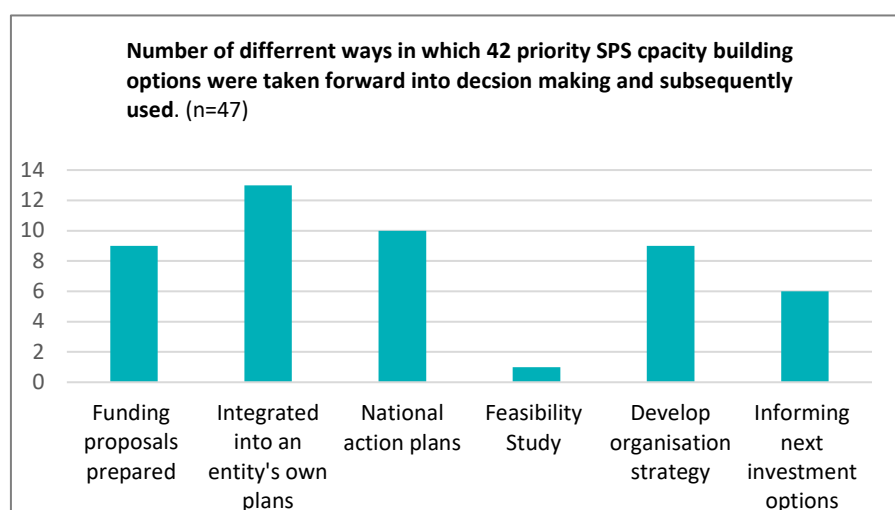 Number of differrent ways in which 42 priority SPS cpacity building
options were taken forward into decsion making and subsequently
used. (n=47)
14
12
10
8
6
4
2
0
Funding
proposals
prepared
Integrated
into an
entity's own
plans
National
action plans
Feasibility
Study
Develop
organisation
strategy
Informing
next
investment
options